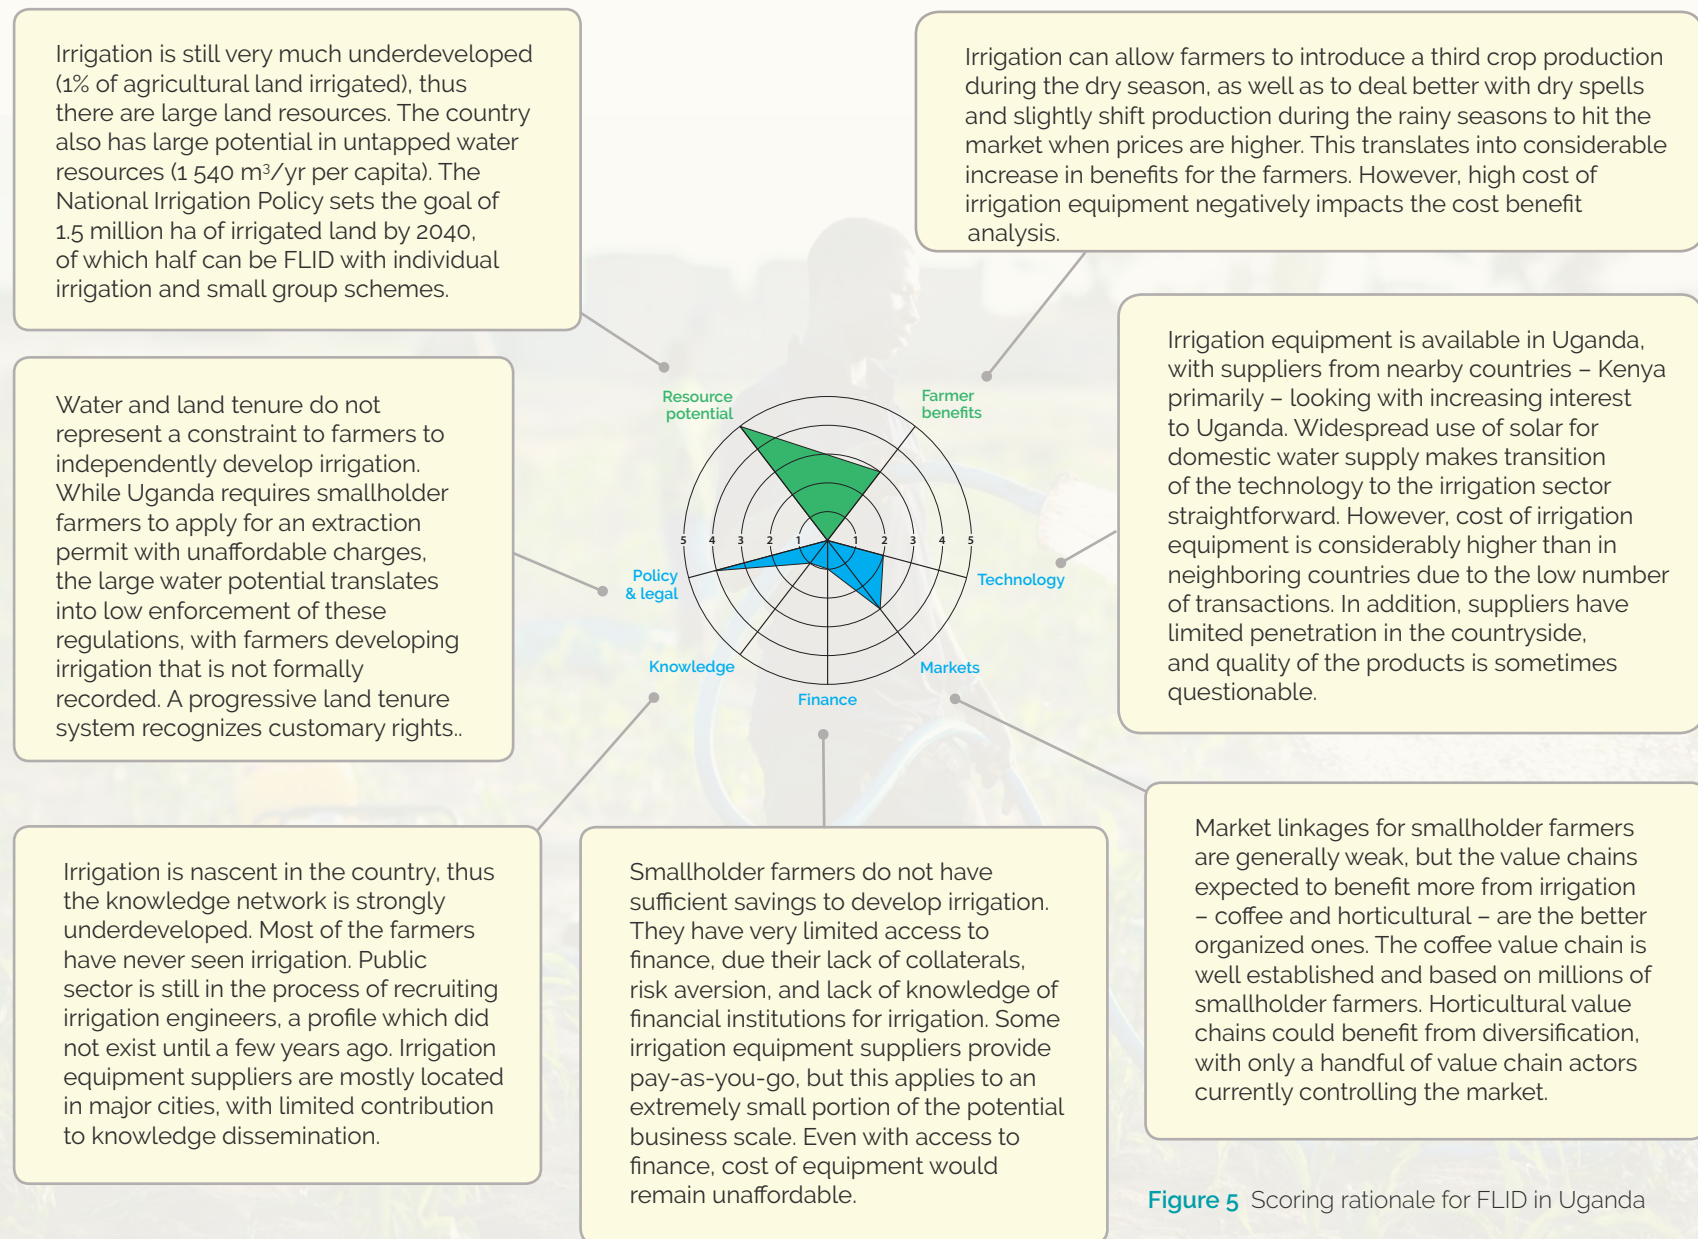 Irrigation is still very much underdeveloped
(1% of agricultural land irrigated), thus
there are large land resources. The country
also has large potential in untapped water
resources (1 540 m³/yr per capita). The
National Irrigation Policy sets the goal of
1.5 million ha of irrigated land by 2040,
of which half can be FLID with individual
irrigation and small group schemes.
Irrigation can allow farmers to introduce a third crop production
during the dry season, as well as to deal better with dry spells
and slightly shift production during the rainy seasons to hit the
market when prices are higher. This translates into considerable
increase in benefits for the farmers. However, high cost of
irrigation equipment negatively impacts the cost benefit
analysis.
Water and land tenure do not
represent a constraint to farmers to
independently develop irrigation.
While Uganda requires smallholder
farmers to apply for an extraction
permit with unaffordable charges,
the large water potential translates
into low enforcement of these
regulations, with farmers developing
irrigation that is not formally
recorded. A progressive land tenure
system recognizes customary rights..
Resource
potential
Farmer
benefits
5 4 3 2 1 1 2 3 4 5
Policy
& legal
Technology
Knowledge
Markets
Finance
Irrigation equipment is available in Uganda,
with suppliers from nearby countries – Kenya
primarily – looking with increasing interest
to Uganda. Widespread use of solar for
domestic water supply makes transition
of the technology to the irrigation sector
straightforward. However, cost of irrigation
equipment is considerably higher than in
neighboring countries due to the low number
of transactions. In addition, suppliers have
limited penetration in the countryside,
and quality of the products is sometimes
questionable.
Irrigation is nascent in the country, thus
the knowledge network is strongly
underdeveloped. Most of the farmers
have never seen irrigation. Public
sector is still in the process of recruiting
irrigation engineers, a profile which did
not exist until a few years ago. Irrigation
equipment suppliers are mostly located
in major cities, with limited contribution
to knowledge dissemination.
Smallholder farmers do not have
sufficient savings to develop irrigation.
They have very limited access to
finance, due their lack of collaterals,
risk aversion, and lack of knowledge of
financial institutions for irrigation. Some
irrigation equipment suppliers provide
pay-as-you-go, but this applies to an
extremely small portion of the potential
business scale. Even with access to
finance, cost of equipment would
remain unaffordable.
Market linkages for smallholder farmers
are generally weak, but the value chains
expected to benefit more from irrigation
– coffee and horticultural – are the better
organized ones. The coffee value chain is
well established and based on millions of
smallholder farmers. Horticultural value
chains could benefit from diversification,
with only a handful of value chain actors
currently controlling the market.
Figure 5 Scoring rationale for FLID in Uganda